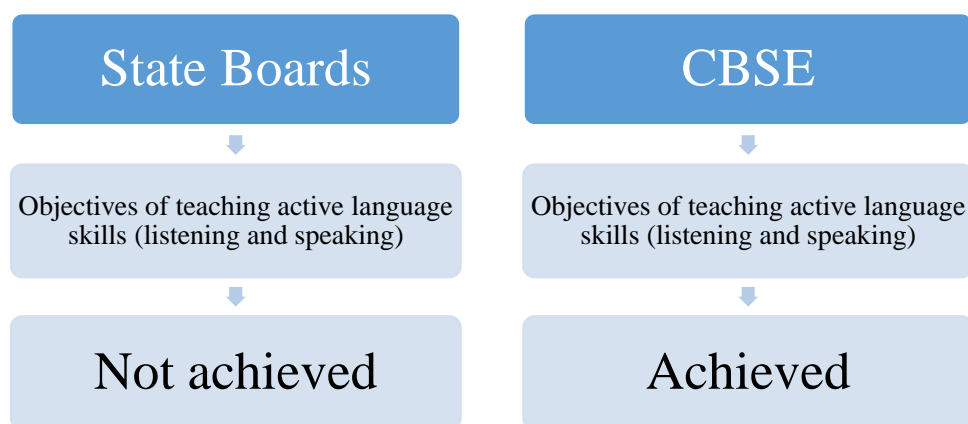 State Boards
Objectives of teaching active language
skills (listening and speaking)
Not achieved
CBSE
Objectives of teaching active language
skills (listening and speaking)
Achieved